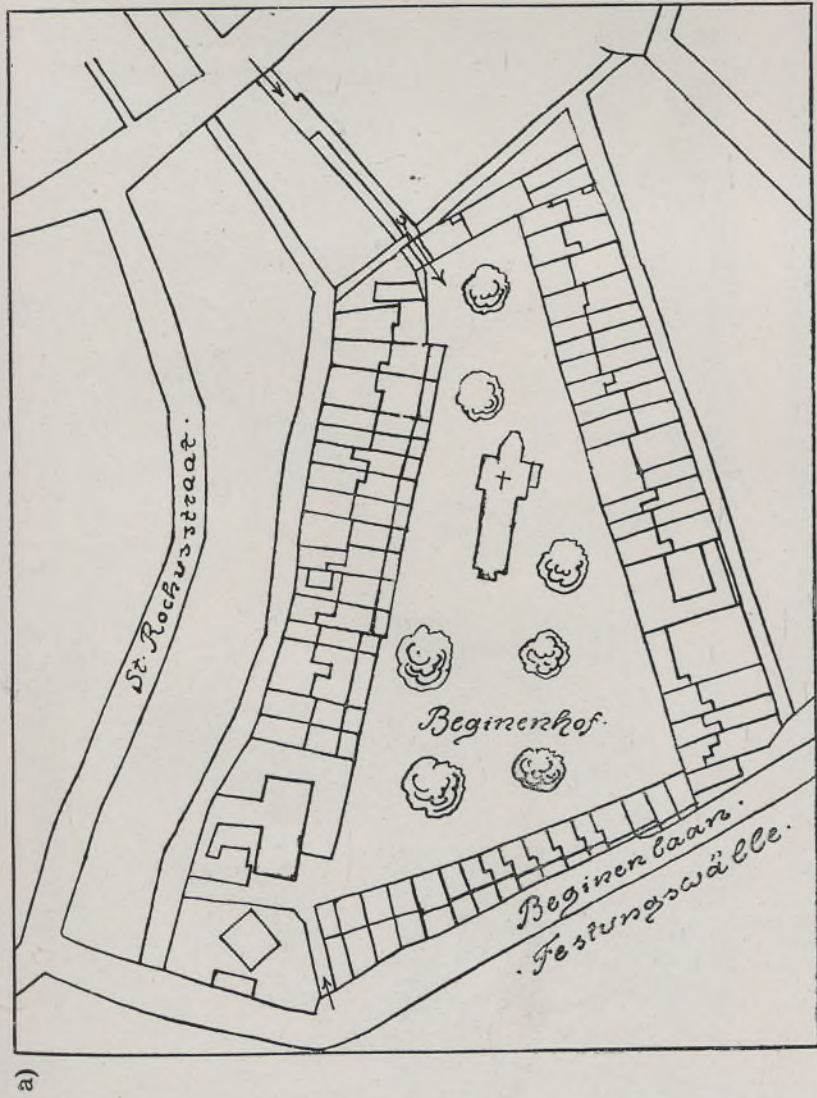 a)
St. Rochusstraat.
Beginenhof.
Beginenlaan.
Festungswälle.